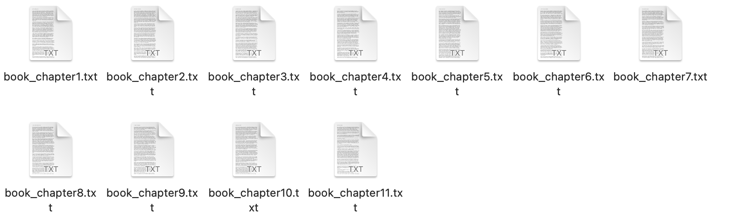 TXT TXT TXT TXT TXT TXT TXT
book_chapter1.txt book_chapter2.tx book_chapter3.tx book_chapter4.tx book_chapter5.tx book_chapter6.tx book_chapter7.txt
t t t t t
TXT TXT TXT TXT
book_chapter8.tx book_chapter9.tx book_chapter10.t book_chapter11.tx
t t xt t